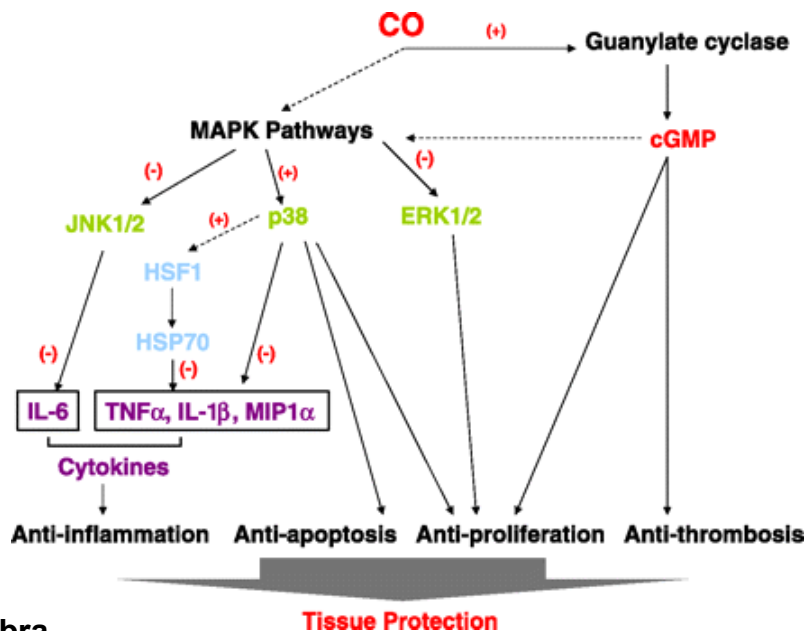 CO
(+)
Guanylate cyclase
MAPK Pathways
cGMP
(-)
(+)
(-)
JNK1/2
(+)
p38
ERK1/2
HSF1
HSP70
(-)
(-)
(-)
IL-6
TNFα, IL-1β, MIP1α
Cytokines
Anti-inflammation
Anti-apoptosis
Anti-proliferation
Anti-thrombosis
Tissue Protection
bra